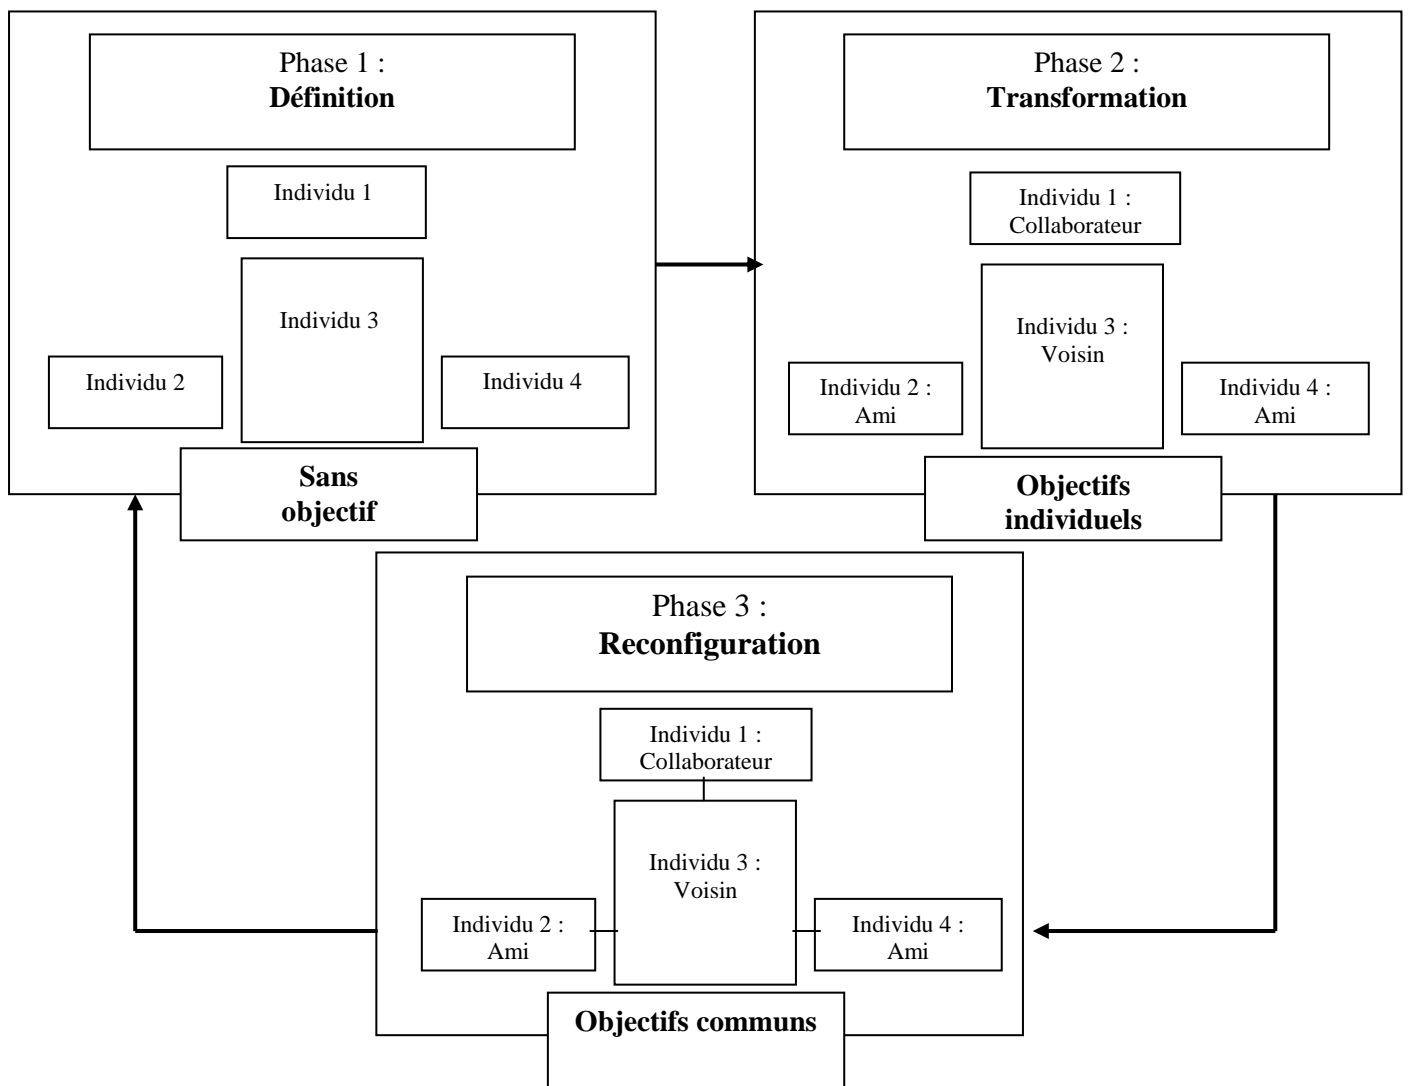 Phase 1 :
Définition
Individu 1
Individu 3
Individu 2
Individu 4
Sans
objectif
Phase 2 :
Transformation
Individu 1 :
Collaborateur
Individu 3 :
Voisin
Individu 2 :
Ami
Individu 4 :
Ami
Objectifs
individuels
Phase 3 :
Reconfiguration
Individu 1 :
Collaborateur
Individu 3 :
Voisin
Individu 2 :
Ami
Individu 4 :
Ami
Objectifs communs